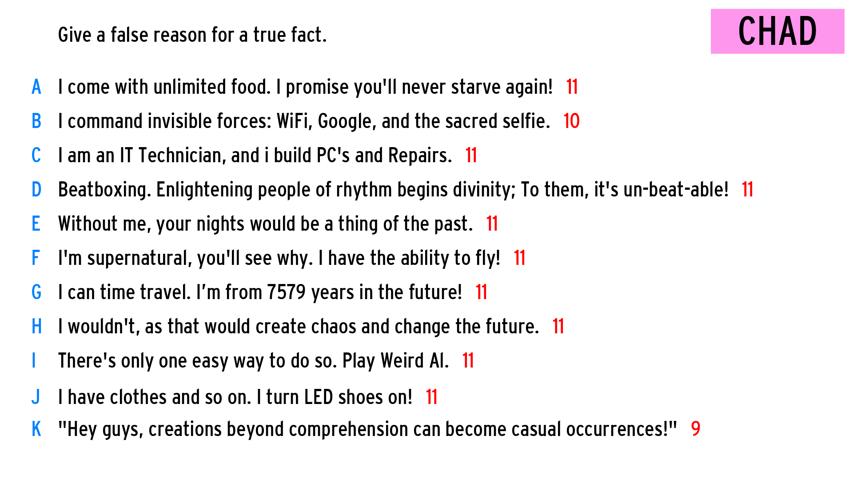 Give a false reason for a true fact.
CHAD
A I come with unlimited food. I promise you'll never starve again! 11
B I command invisible forces: WiFi, Google, and the sacred selfie. 10
C I am an IT Technician, and i build PC's and Repairs. 11
D Beatboxing. Enlightening people of rhythm begins divinity; To them, it's un-beat-able! 11
E Without me, your nights would be a thing of the past. 11
F I'm supernatural, you'll see why. I have the ability to fly! 11
G I can time travel. I’m from 7579 years in the future! 11
H I wouldn't, as that would create chaos and change the future. 11
I There's only one easy way to do so. Play Weird Al. 11
J I have clothes and so on. I turn LED shoes on! 11
K "Hey guys, creations beyond comprehension can become casual occurrences!" 9